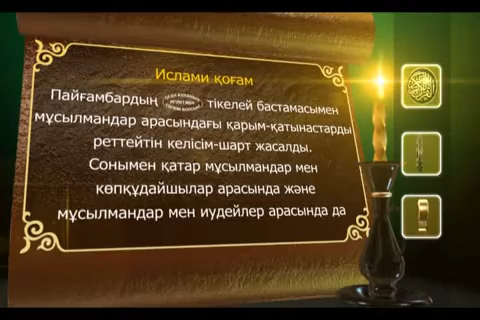 Ислами қоғам
Пайғамбардың тікелей бастамасымен
мұсылмандар арасындағы қарым-қатынастарды
реттейтін келісім-шарт жасалды.
Сонымен қатар мұсылмандар мен
көпқұдайшылар арасында және
мұсылмандар мен иудейлер арасында да